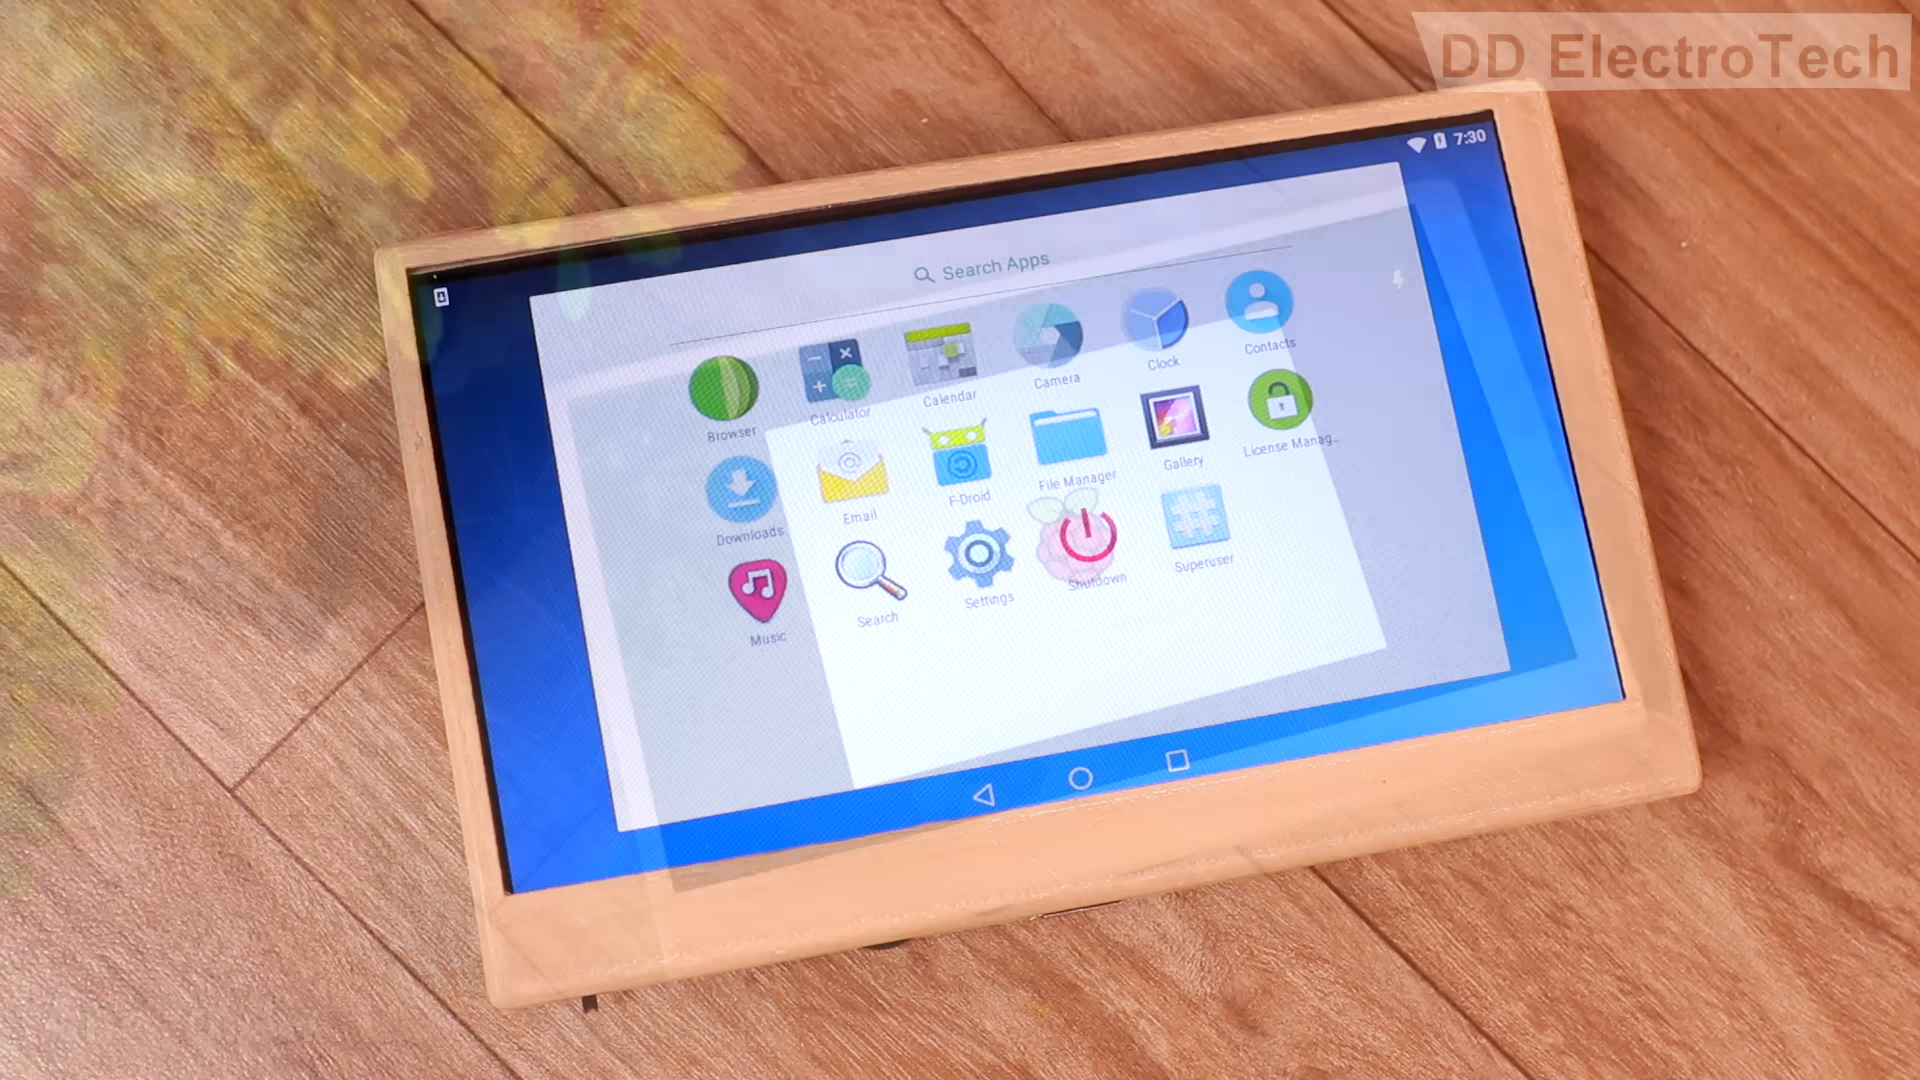 DD ElectroTech
7:30
Search Apps
Browser
Calculator
Calendar
Camera
Clock
Contacts
Downloads
Email
F-Droid
File Manager
Gallery
License Manag...
Music
Search
Settings
Shutdown
Superuser